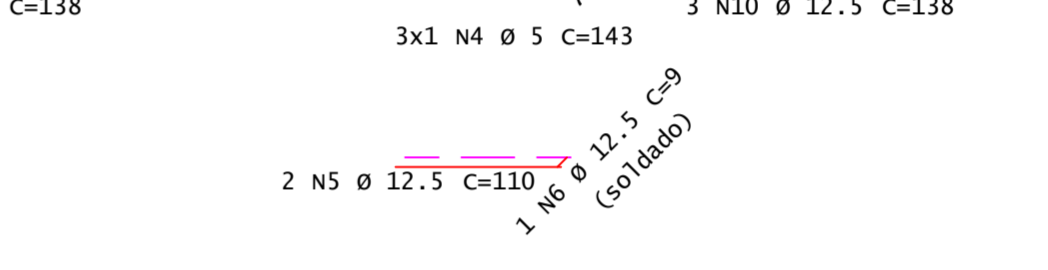 C=138
3 N10 Ø 12.5 C=138
3x1 N4 Ø 5 C=143
2 N5 Ø 12.5 C=110
1 N6 Ø 12.5 C=9
(soldado)